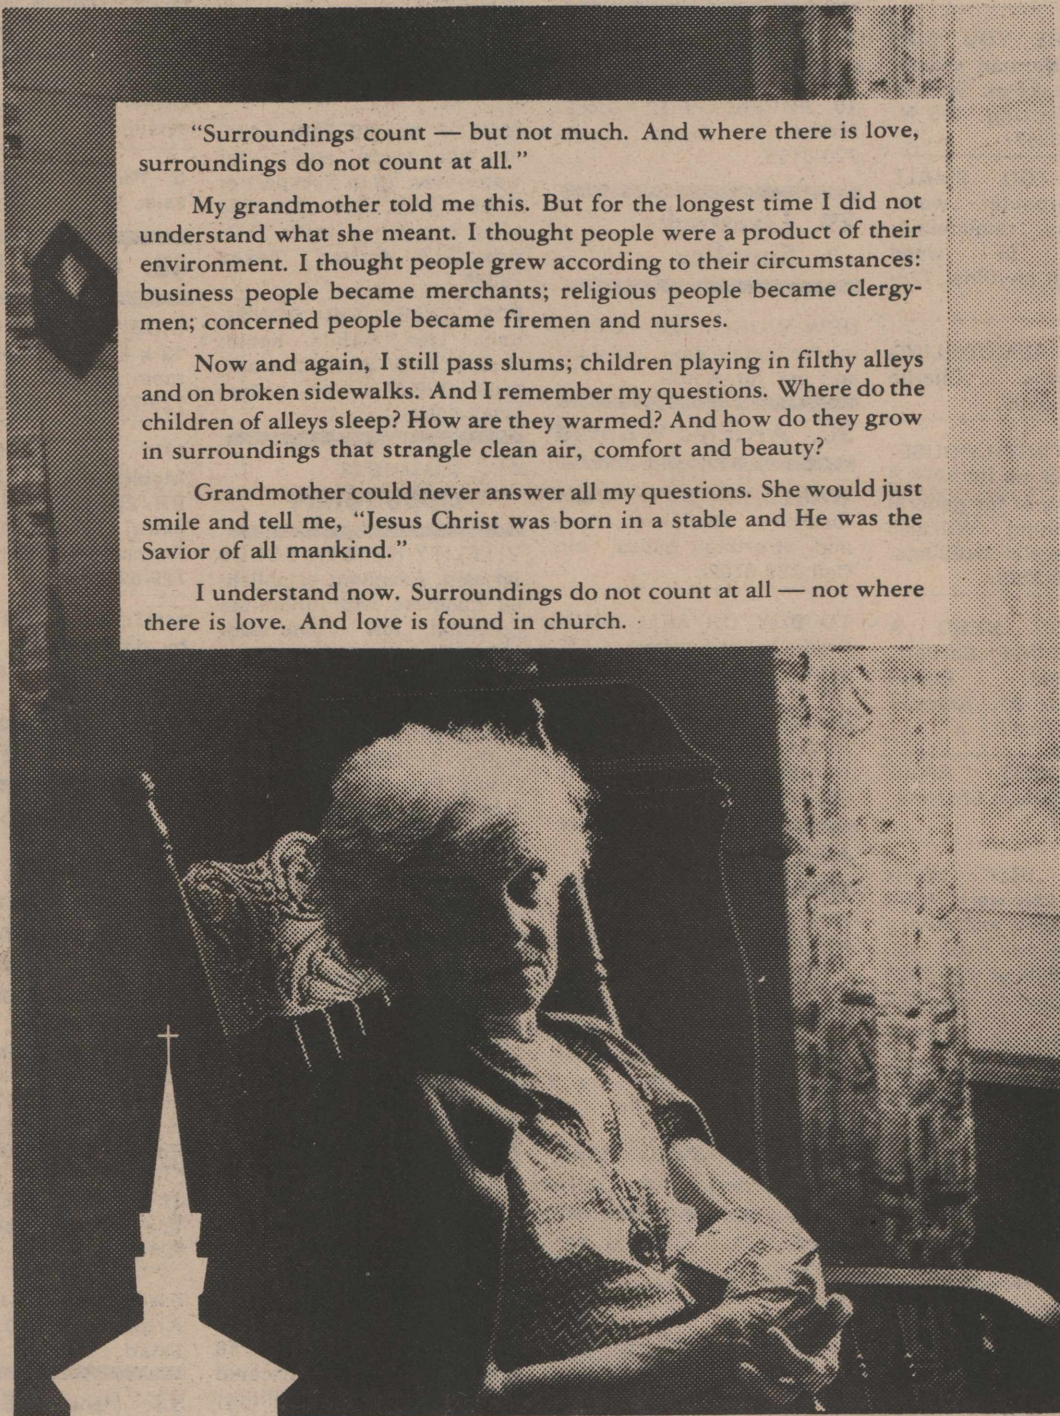 “Surroundings count — but not much. And where there is love,
surroundings do not count at all.”
My grandmother told me this. But for the longest time I did not
understand what she meant. I thought people were a product of their
environment. I thought people grew according to their circumstances:
business people became merchants; religious people became clergy-
men; concerned people became firemen and nurses.
Now and again, I still pass slums; children playing in filthy alleys
and on broken sidewalks. And I remember my questions. Where do the
children of alleys sleep? How are they warmed? And how do they grow
in surroundings that strangle clean air, comfort and beauty?
Grandmother could never answer all my questions. She would just
smile and tell me, “Jesus Christ was born in a stable and He was the
Savior of all mankind.”
I understand now. Surroundings do not count at all — not where
there is love. And love is found in church.